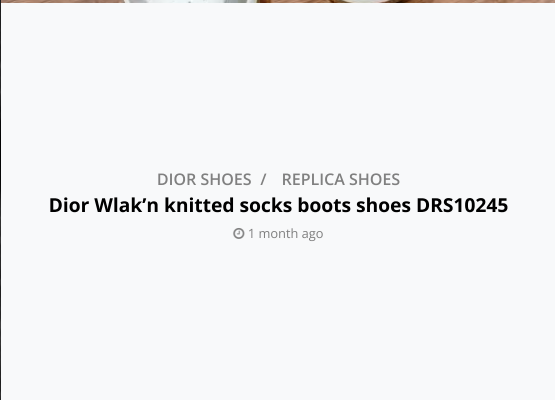 DIOR SHOES / REPLICA SHOES
Dior Wlak’n knitted socks boots shoes DRS10245
1 month ago